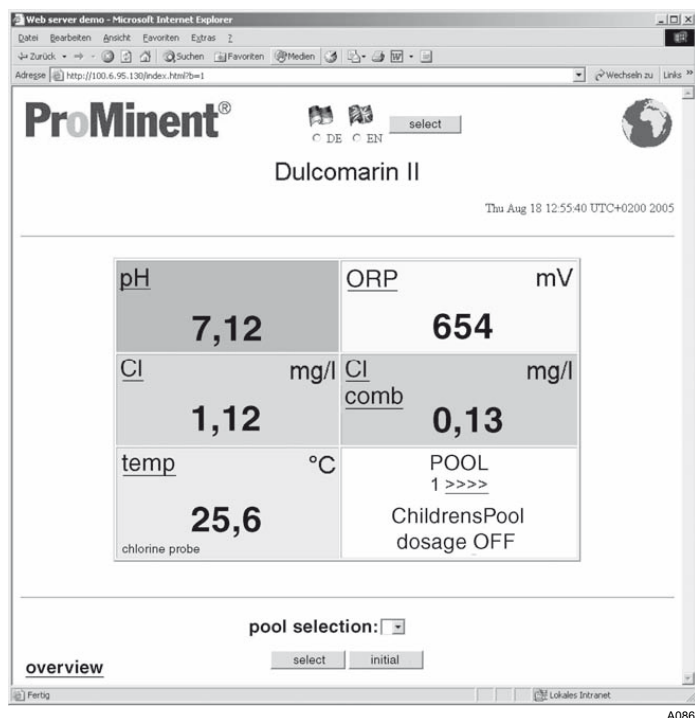 Web server demo - Microsoft Internet Explorer
Datei Bearbeiten Ansicht Favoriten Extras ?
Zurück Suchen Favoriten Medien
Adresse http://100.6.95.130/index.html?b=1 Wechseln zu Links »
ProMinent®
DE EN select
Dulcomarin II
Thu Aug 18 12:55:40 UTC+0200 2005
pH
7,12
ORP mV
654
Cl mg/l
1,12
Cl comb mg/l
0,13
temp °C
25,6
chlorine probe
POOL
1 >>>>
ChildrensPool
dosage OFF
pool selection:
select initial
overview
Fertig Lokales Intranet
A086